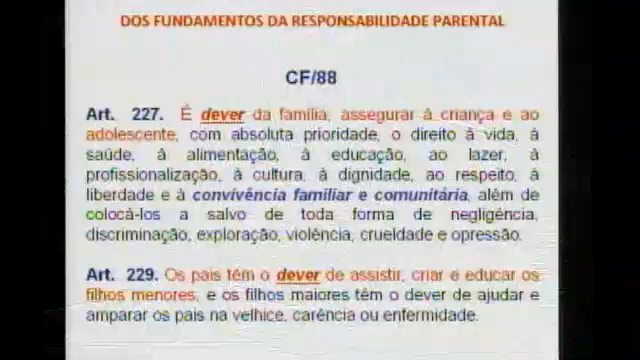 DOS FUNDAMENTOS DA RESPONSABILIDADE PARENTAL
CF/88
Art. 227. É dever da família, assegurar à criança e ao
adolescente, com absoluta prioridade, o direito à vida, à
saúde, à alimentação, à educação, ao lazer, à
profissionalização, à cultura, à dignidade, ao respeito, à
liberdade e à convivência familiar e comunitária, além de
colocá-los a salvo de toda forma de negligência,
discriminação, exploração, violência, crueldade e opressão.
Art. 229. Os pais têm o dever de assistir, criar e educar os
filhos menores, e os filhos maiores têm o dever de ajudar e
amparar os pais na velhice, carência ou enfermidade.